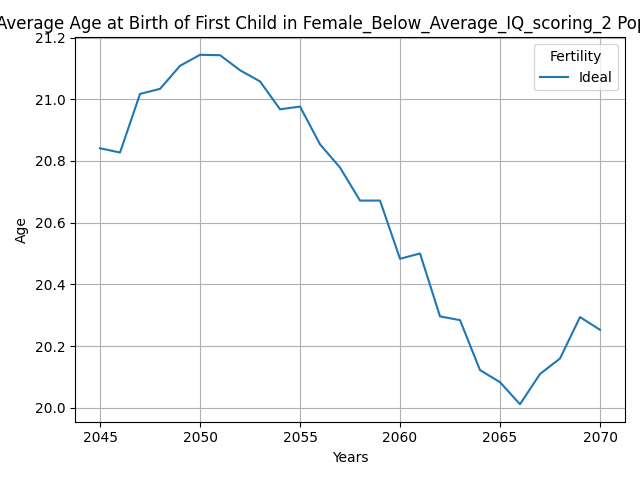 Average Age at Birth of First Child in Female_Below_Average_IQ_scoring_2
21.2
21.0
20.8
20.6
20.4
20.2
20.0
Age
Fertility
Ideal
2045 2050 2055 2060 2065 2070
Years